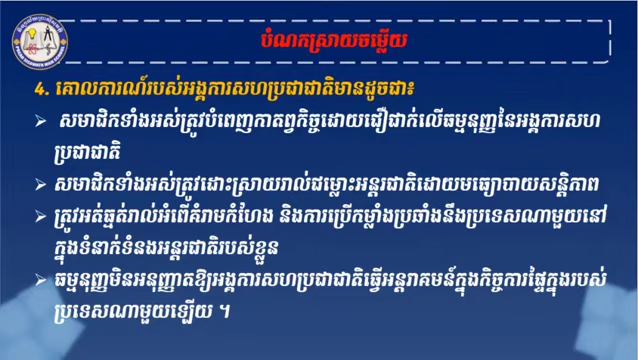 បំណកស្រាយចម្លើយ
4. គោលការណ៍របស់អង្គការសហប្រជាជាតិមានដូចជា៖
➢ សមាជិកទាំងអស់ត្រូវបំពេញកាតព្វកិច្ចដោយជឿជាក់លើធម្មនុញ្ញនៃអង្គការសហ
ប្រជាជាតិ
➢ សមាជិកទាំងអស់ត្រូវដោះស្រាយរាល់ជម្លោះអន្តរជាតិដោយមធ្យោបាយសន្តិភាព
➢ ត្រូវអត់ធ្មត់រាល់អំពើគំរាមកំហែង និងការប្រើកម្លាំងប្រឆាំងនឹងប្រទេសណាមួយនៅ
ក្នុងទំនាក់ទំនងអន្តរជាតិរបស់ខ្លួន
➢ ធម្មនុញ្ញមិនអនុញ្ញាតឱ្យអង្គការសហប្រជាជាតិធ្វើអន្តរាគមន៍ក្នុងកិច្ចការផ្ទៃក្នុងរបស់
ប្រទេសណាមួយឡើយ ។